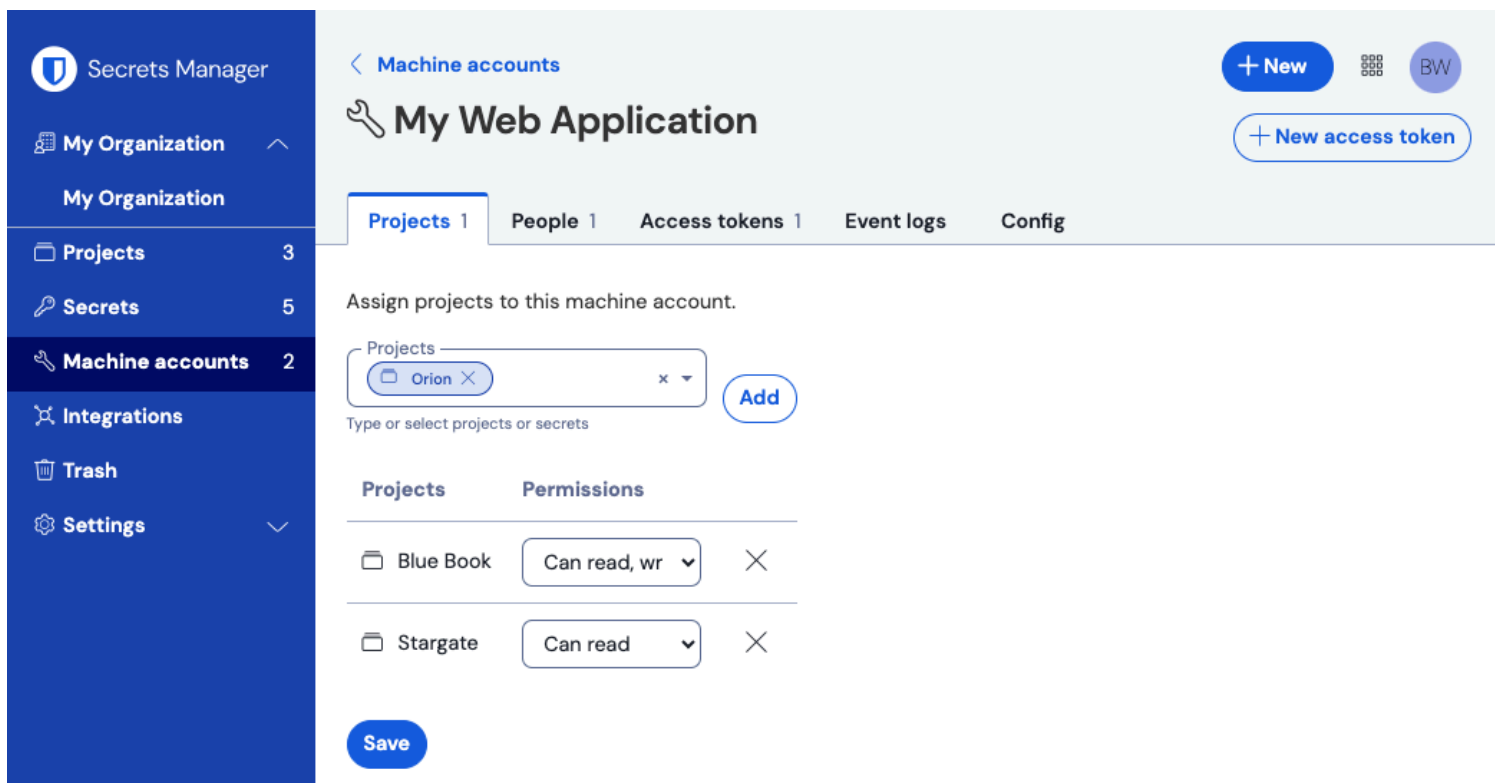 Secrets Manager
My Organization
My Organization
Projects 3
Secrets 5
Machine accounts 2
Integrations
Trash
Settings
Machine accounts
My Web Application
+ New
BW
+ New access token
Projects 1 People 1 Access tokens 1 Event logs Config
Assign projects to this machine account.
Projects
Orion
Add
Type or select projects or secrets
Projects Permissions
Blue Book Can read, wr
Stargate Can read
Save